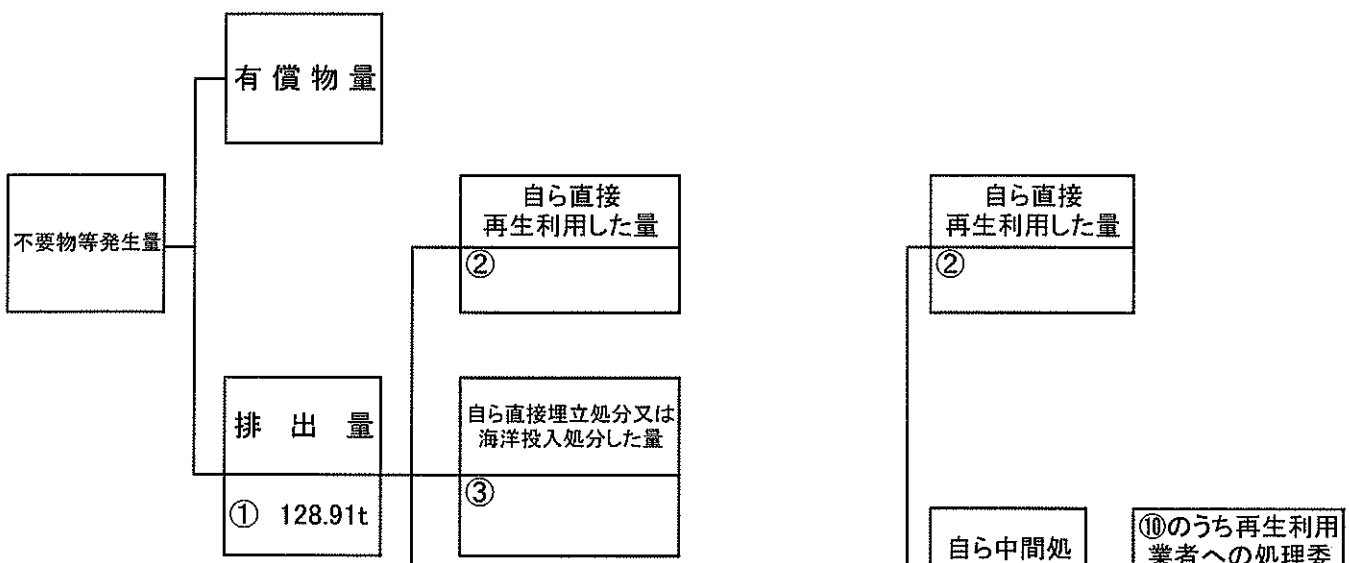 有償物量
不要物等発生量
自ら直接
再生利用した量
②
自ら直接
再生利用した量
②
排出量
① 128.91t
自ら直接埋立処分又は
海洋投入処分した量
③
自ら中間処
⑩のうち再生利用
業者への処理委